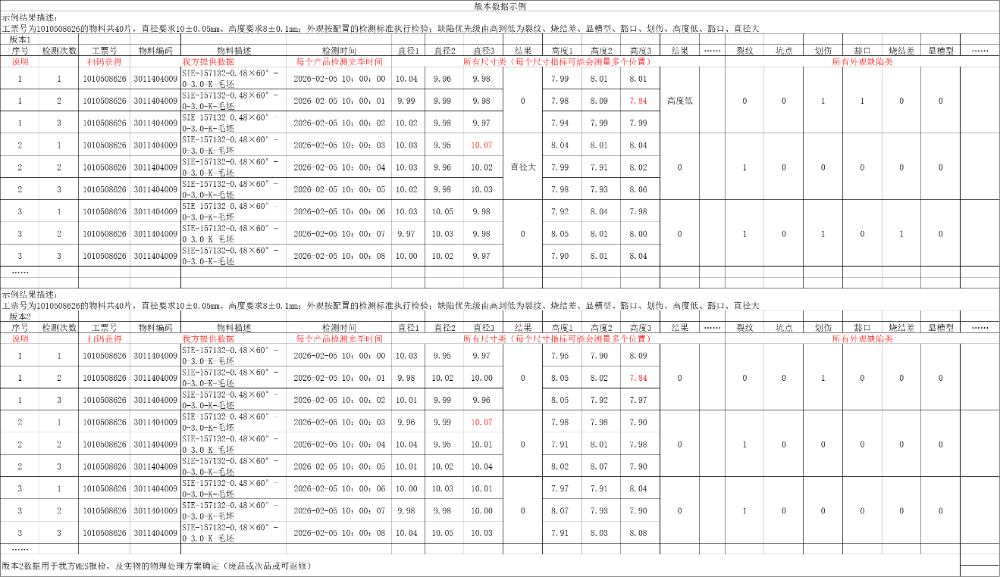 版本数据示例
示例结果描述：
工票号为1010508626的物料共40片，直径要求10±0.05mm、高度要求8±0.1mm；外观按配置的检测标准执行检验；缺陷优先级由高到低为裂纹、烧结差、显槽型、豁口、划伤、高度低、豁口、直径大
版本1
序号 检测次数 工票号 物料编码 物料描述 检测时间 直径1 直径2 直径3 结果 高度1 高度2 高度3 结果 …… 裂纹 坑点 划伤 豁口 烧结差 显槽型 ……
说明 扫码获得 我方提供数据 每个产品检测完毕时间 所有尺寸类（每个尺寸指标可能会测量多个位置） 所有外观缺陷类
1 1 1010508626 3011404009 SIE-157132-0.48×60°-0-3.0-K-毛坯 2026-02-05 10：00：00 10.04 9.96 9.98 7.99 8.01 8.01
1 2 1010508626 3011404009 SIE-157132-0.48×60°-0-3.0-K-毛坯 2026-02-05 10：00：01 9.99 9.99 9.98 0 7.98 8.09 7.84 高度低 0 0 1 1 0 0
1 3 1010508626 3011404009 SIE-157132-0.48×60°-0-3.0-K-毛坯 2026-02-05 10：00：02 10.02 9.98 9.97 7.94 7.99 7.99
2 1 1010508626 3011404009 SIE-157132-0.48×60°-0-3.0-K-毛坯 2026-02-05 10：00：03 10.03 9.95 10.07 8.04 8.01 8.04
2 2 1010508626 3011404009 SIE-157132-0.48×60°-0-3.0-K-毛坯 2026-02-05 10：00：04 10.03 9.96 10.02 直径大 7.99 7.91 8.02 0 1 0 0 0 0 0
2 3 1010508626 3011404009 SIE-157132-0.48×60°-0-3.0-K-毛坯 2026-02-05 10：00：05 10.02 9.98 10.03 7.98 7.93 8.06
3 1 1010508626 3011404009 SIE-157132-0.48×60°-0-3.0-K-毛坯 2026-02-05 10：00：06 10.03 10.05 9.98 7.92 8.04 7.98
3 2 1010508626 3011404009 SIE-157132-0.48×60°-0-3.0-K-毛坯 2026-02-05 10：00：07 9.97 10.03 9.98 0 8.05 8.01 8.00 0 1 0 1 0 1 0
3 3 1010508626 3011404009 SIE-157132-0.48×60°-0-3.0-K-毛坯 2026-02-05 10：00：08 10.00 10.02 9.97 7.90 8.01 8.04
……
示例结果描述：
工票号为1010508626的物料共40片，直径要求10±0.05mm、高度要求8±0.1mm；外观按配置的检测标准执行检验；缺陷优先级由高到低为裂纹、烧结差、显槽型、豁口、划伤、高度低、豁口、直径大
版本2
序号 检测次数 工票号 物料编码 物料描述 检测时间 直径1 直径2 直径3 结果 高度1 高度2 高度3 结果 …… 裂纹 坑点 划伤 豁口 烧结差 显槽型 ……
说明 扫码获得 我方提供数据 每个产品检测完毕时间 所有尺寸类（每个尺寸指标可能会测量多个位置） 所有外观缺陷类
1 1 1010508626 3011404009 SIE-157132-0.48×60°-0-3.0-K-毛坯 2026-02-05 10：00：00 10.03 9.95 9.97 7.95 7.90 8.09
1 2 1010508626 3011404009 SIE-157132-0.48×60°-0-3.0-K-毛坯 2026-02-05 10：00：01 9.98 10.02 10.00 0 8.05 8.02 7.84 0 0 0 1 0 0 0
1 3 1010508626 3011404009 SIE-157132-0.48×60°-0-3.0-K-毛坯 2026-02-05 10：00：02 10.01 9.99 9.96 8.05 7.92 7.97
2 1 1010508626 3011404009 SIE-157132-0.48×60°-0-3.0-K-毛坯 2026-02-05 10：00：03 9.96 9.99 10.07 7.98 7.98 7.90
2 2 1010508626 3011404009 SIE-157132-0.48×60°-0-3.0-K-毛坯 2026-02-05 10：00：04 10.04 9.95 10.01 0 7.91 8.01 7.98 0 1 0 0 0 0 0
2 3 1010508626 3011404009 SIE-157132-0.48×60°-0-3.0-K-毛坯 2026-02-05 10：00：05 10.01 10.02 10.04 8.02 8.07 7.90
3 1 1010508626 3011404009 SIE-157132-0.48×60°-0-3.0-K-毛坯 2026-02-05 10：00：06 10.00 10.03 10.01 7.97 7.91 8.04
3 2 1010508626 3011404009 SIE-157132-0.48×60°-0-3.0-K-毛坯 2026-02-05 10：00：07 9.98 9.98 10.00 0 8.07 7.93 7.90 0 1 0 0 0 0 0
3 3 1010508626 3011404009 SIE-157132-0.48×60°-0-3.0-K-毛坯 2026-02-05 10：00：08 10.04 10.05 10.03 7.91 8.03 8.08
……
版本2数据用于我方MES报检，及实物的物理处理方案确定（废品或次品或可返修）